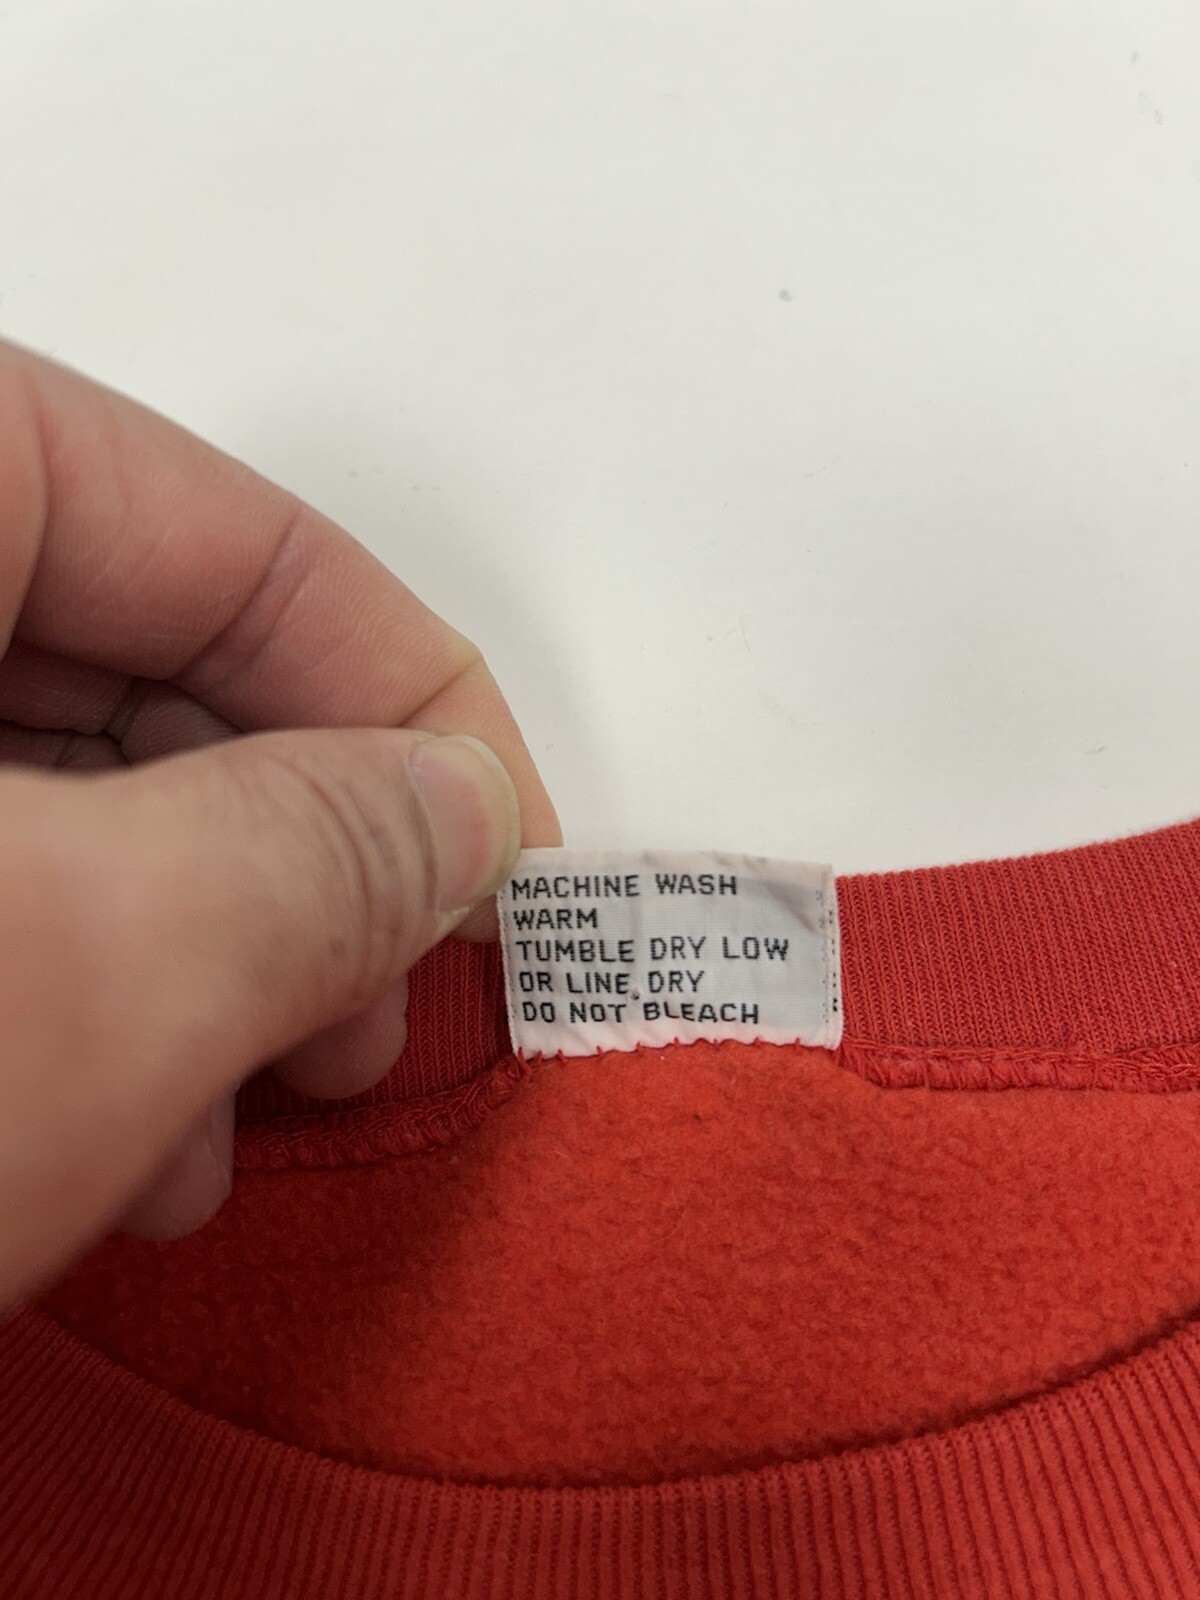 MACHINE WASH
WARM
TUMBLE DRY LOW
OR LINE DRY
DO NOT BLEACH